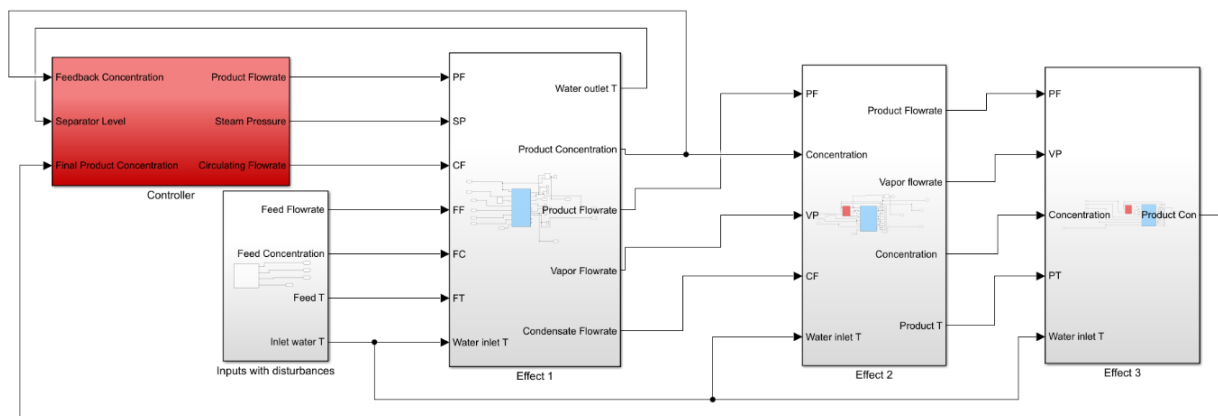 Feedback Concentration
Separator Level
Final Product Concentration
Product Flowrate
Steam Pressure
Circulating Flowrate
Controller
Feed Flowrate
Feed Concentration
Feed T
Inlet water T
Inputs with disturbances
PF
SP
CF
FF
FC
FT
Water inlet T
Water outlet T
Product Concentration
Product Flowrate
Vapor Flowrate
Condensate Flowrate
Effect 1
PF
Concentration
VP
CF
Water inlet T
Product Flowrate
Vapor flowrate
Concentration
Product T
Effect 2
PF
VP
Concentration
PT
Water inlet T
Product Con
Effect 3